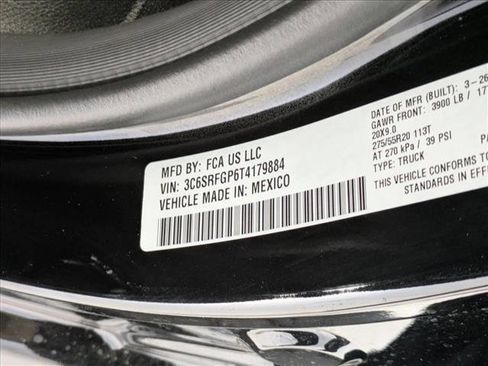 MFD BY: FCA US LLC
VIN: 3C6SRFGP6T4179884
VEHICLE MADE IN: MEXICO
DATE OF MFR (BUILT): 3-26
GAWR FRONT: 3900 LB / 177
20X9.0
275/55R20 113T
AT 270 kPa / 39 PSI
TYPE: TRUCK
THIS VEHICLE CONFORMS TO
STANDARDS IN EFFECT